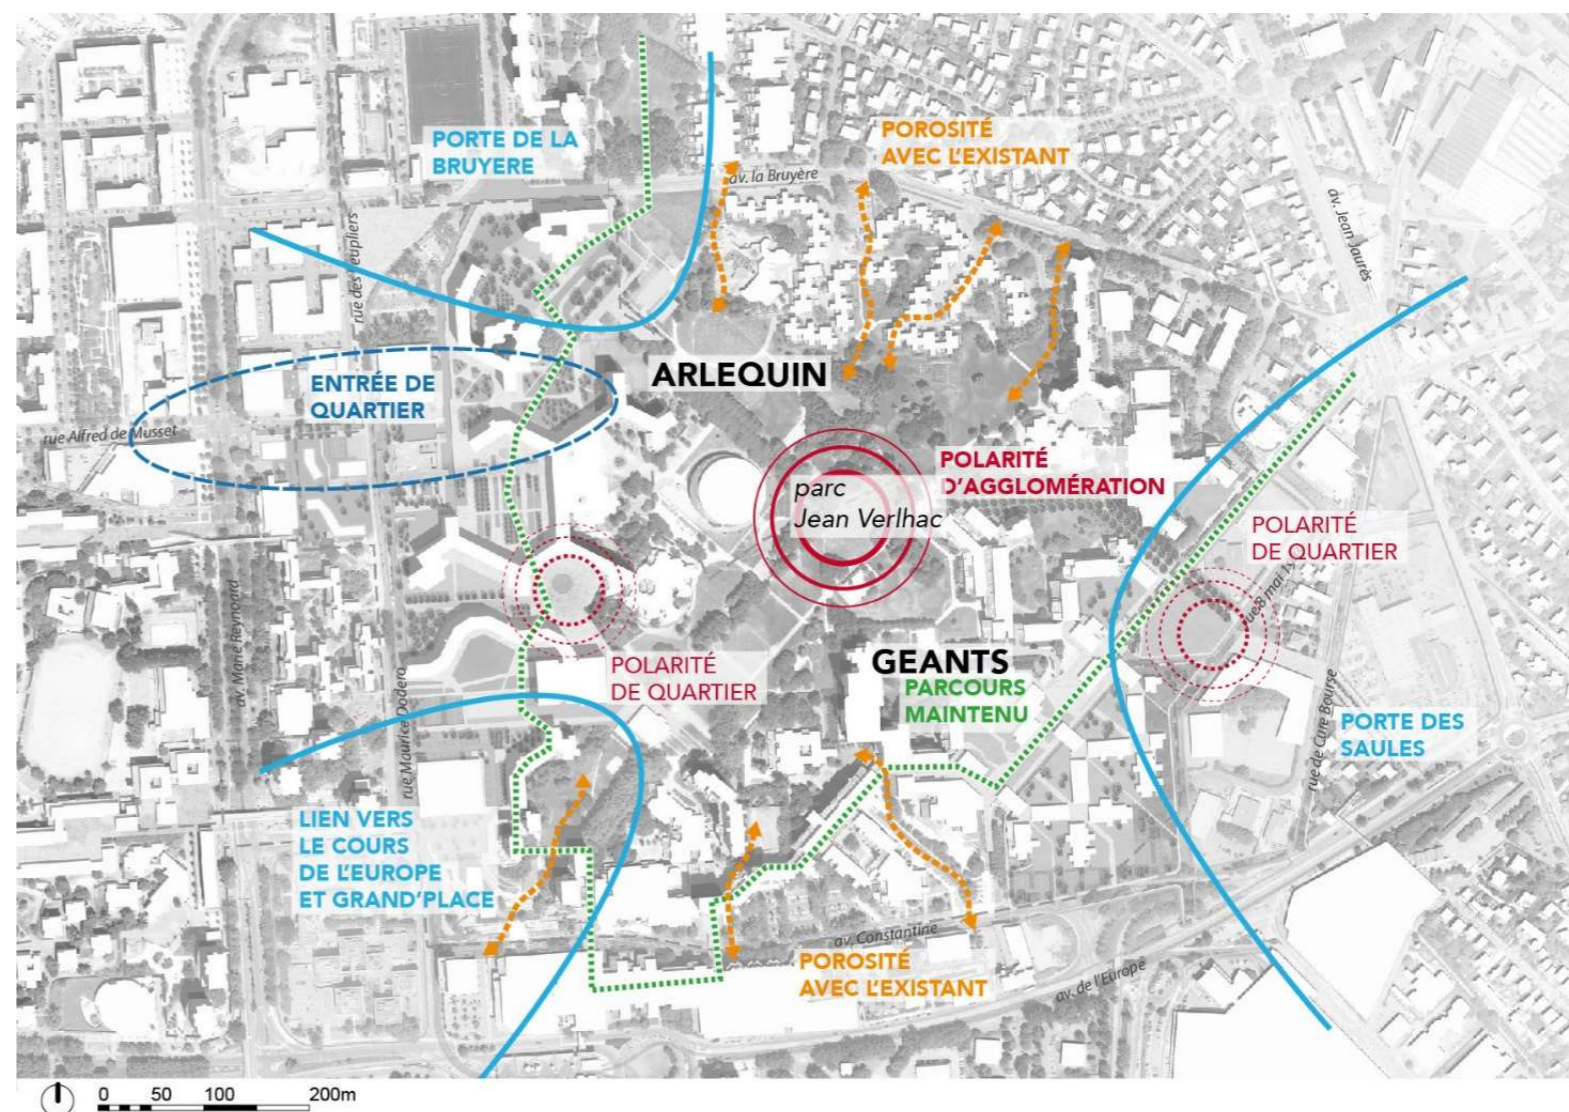 PORTE DE LA
BRUYERE
POROSITÉ
AVEC L'EXISTANT
av. la Bruyère
av. Jean Jaurès
rue des Peupliers
ENTRÉE DE
QUARTIER
ARLEQUIN
rue Alfred de Musset
POLARITÉ
D'AGGLOMÉRATION
parc
Jean Verlhac
POLARITÉ
DE QUARTIER
rue 8 mai
av. Marie Reynoard
rue Maurice Dodero
POLARITÉ
DE QUARTIER
GEANTS
PARCOURS
MAINTENU
rue de Cure Bourse
PORTE DES
SAULES
LIEN VERS
LE COURS
DE L'EUROPE
ET GRAND'PLACE
av. Constantine
POROSITÉ
AVEC L'EXISTANT
av. de l'Europe
0 50 100 200m